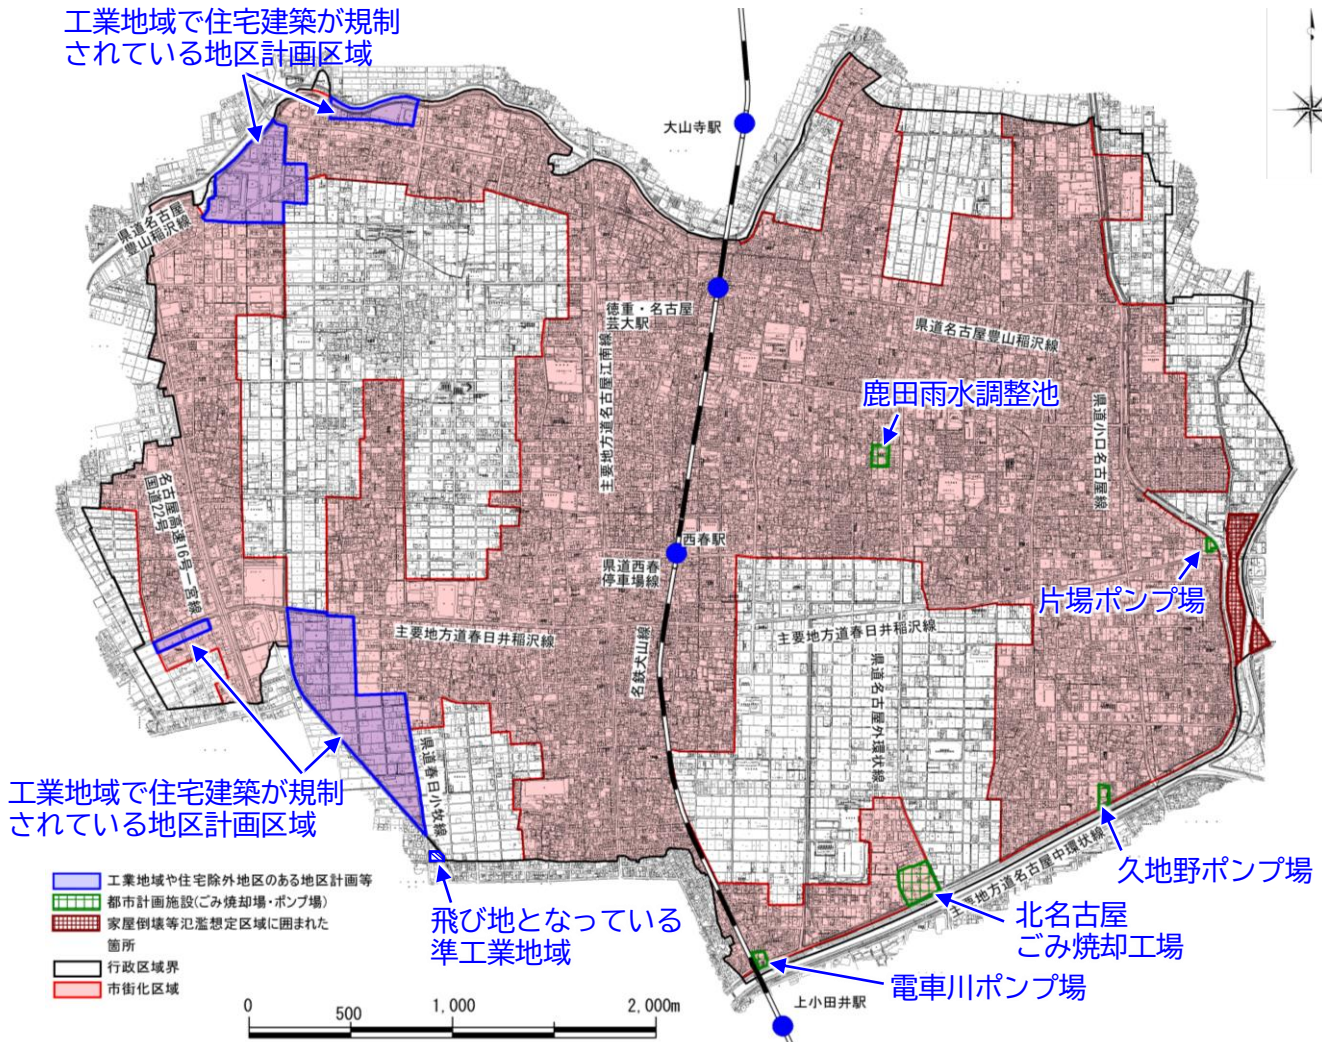 工業地域で住宅建築が規制
されている地区計画区域
大山寺駅
県道名古屋
豊山稲沢線
徳重・名古屋
芸大駅
主要地方道名古屋江南線
県道名古屋豊山稲沢線
鹿田雨水調整池
県道小口名古屋線
名古屋高速16号一宮線
国道22号
西春駅
県道西春
停車場線
片場ポンプ場
主要地方道春日井稲沢線
主要地方道春日井稲沢線
名鉄犬山線
県道名古屋外環状線
県道春日小牧線
工業地域で住宅建築が規制
されている地区計画区域
主要地方道名古屋中環状線
久地野ポンプ場
北名古屋
ごみ焼却工場
飛び地となっている
準工業地域
電車川ポンプ場
上小田井駅
工業地域や住宅除外地区のある地区計画等
都市計画施設(ごみ焼却場・ポンプ場)
家屋倒壊等氾濫想定区域に囲まれた
箇所
行政区域界
市街化区域
0 500 1,000 2,000m